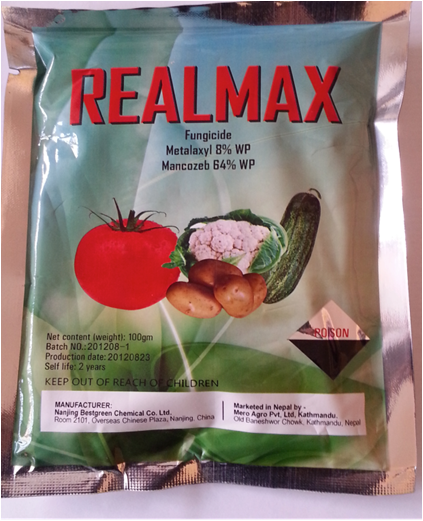 REALMAX
Fungicide
Metalaxyl 8% WP
Mancozeb 64% WP
POISON
Net content (weight): 100gm
Batch NO.:201208-1
Production date: 20120823
Self life: 2 years
KEEP OUT OF REACH OF CHILDREN
MANUFACTURER:
Nanjing Bestgreen Chemical Co. Ltd.
Room 2101, Overseas Chinese Plaza, Nanjing, China
Marketed in Nepal by -
Mero Agro Pvt. Ltd, Kathmandu.
Old Baneshwor Chowk, Kathmandu, Nepal